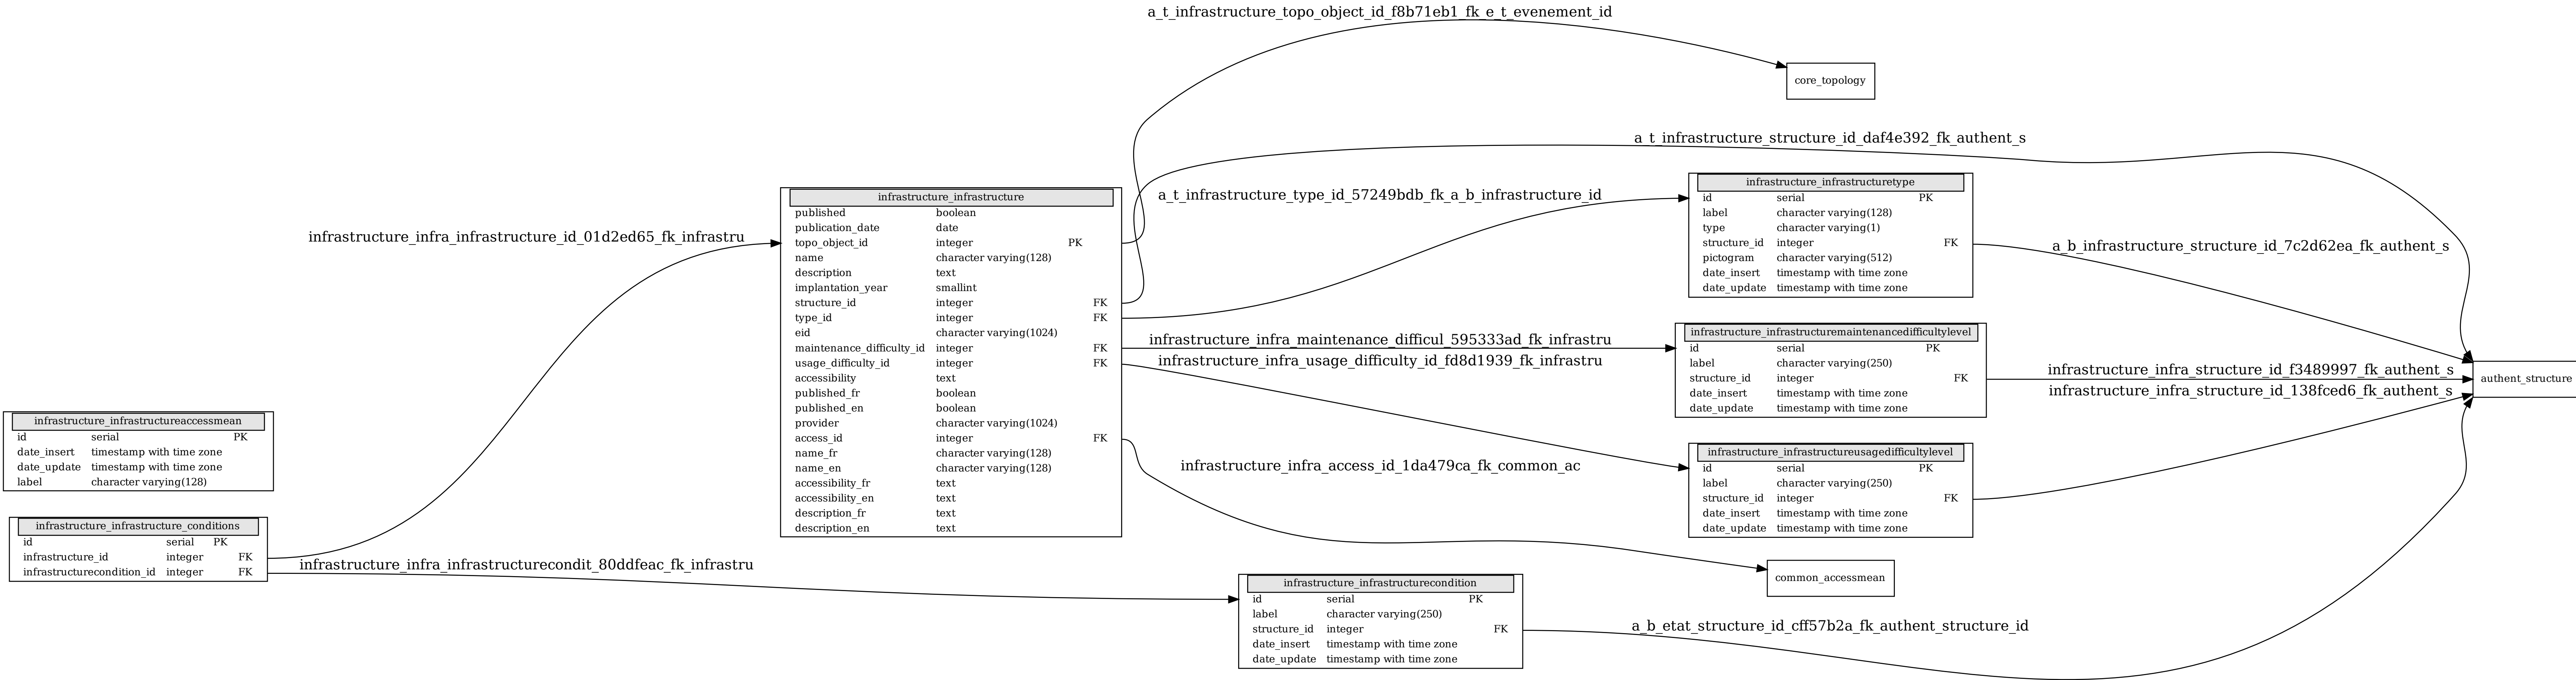 a_t_infrastructure_topo_object_id_f8b71eb1_fk_e_t_evenement_id
core_topology
a_t_infrastructure_structure_id_daf4e392_fk_authent_s
a_t_infrastructure_type_id_57249bdb_fk_a_b_infrastructure_id
infrastructure_infra_infrastructure_id_01d2ed65_fk_infrastru
infrastructure_infrastructure
published boolean
publication_date date
topo_object_id integer PK
name character varying(128)
description text
implantation_year smallint
structure_id integer FK
type_id integer FK
eid character varying(1024)
maintenance_difficulty_id integer FK
usage_difficulty_id integer FK
accessibility text
published_fr boolean
published_en boolean
provider character varying(1024)
access_id integer FK
name_fr character varying(128)
name_en character varying(128)
accessibility_fr text
accessibility_en text
description_fr text
description_en text
infrastructure_infrastructuretype
id serial PK
label character varying(128)
type character varying(1)
structure_id integer FK
pictogram character varying(512)
date_insert timestamp with time zone
date_update timestamp with time zone
a_b_infrastructure_structure_id_7c2d62ea_fk_authent_s
infrastructure_infra_maintenance_difficul_595333ad_fk_infrastru
infrastructure_infra_usage_difficulty_id_fd8d1939_fk_infrastru
infrastructure_infrastructuremaintenancedifficultylevel
id serial PK
label character varying(250)
structure_id integer FK
date_insert timestamp with time zone
date_update timestamp with time zone
infrastructure_infra_structure_id_f3489997_fk_authent_s
infrastructure_infra_structure_id_138fced6_fk_authent_s
authent_structure
infrastructure_infrastructureaccessmean
id serial PK
date_insert timestamp with time zone
date_update timestamp with time zone
label character varying(128)
infrastructure_infra_access_id_1da479ca_fk_common_ac
infrastructure_infrastructureusagedifficultylevel
id serial PK
label character varying(250)
structure_id integer FK
date_insert timestamp with time zone
date_update timestamp with time zone
infrastructure_infrastructure_conditions
id serial PK
infrastructure_id integer FK
infrastructurecondition_id integer FK
infrastructure_infra_infrastructurecondit_80ddfeac_fk_infrastru
common_accessmean
infrastructure_infrastructurecondition
id serial PK
label character varying(250)
structure_id integer FK
date_insert timestamp with time zone
date_update timestamp with time zone
a_b_etat_structure_id_cff57b2a_fk_authent_structure_id